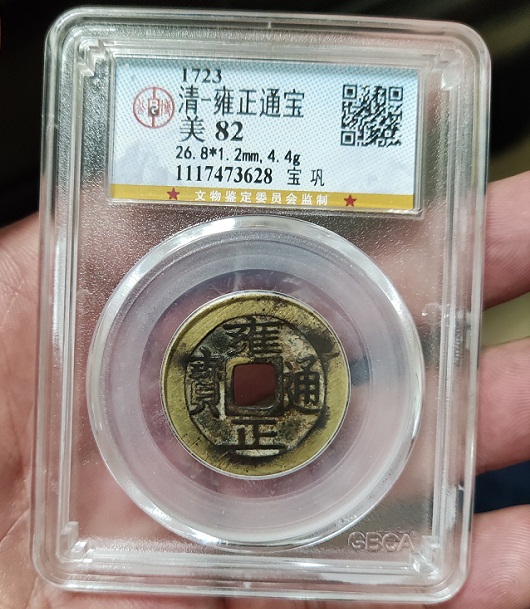 1723
清-雍正通宝
美 82
26.8*1.2mm,4.4g
1117473628 宝 巩
★ 文物鉴定委员会监制 ★
雍
寶 通
正
GBCA